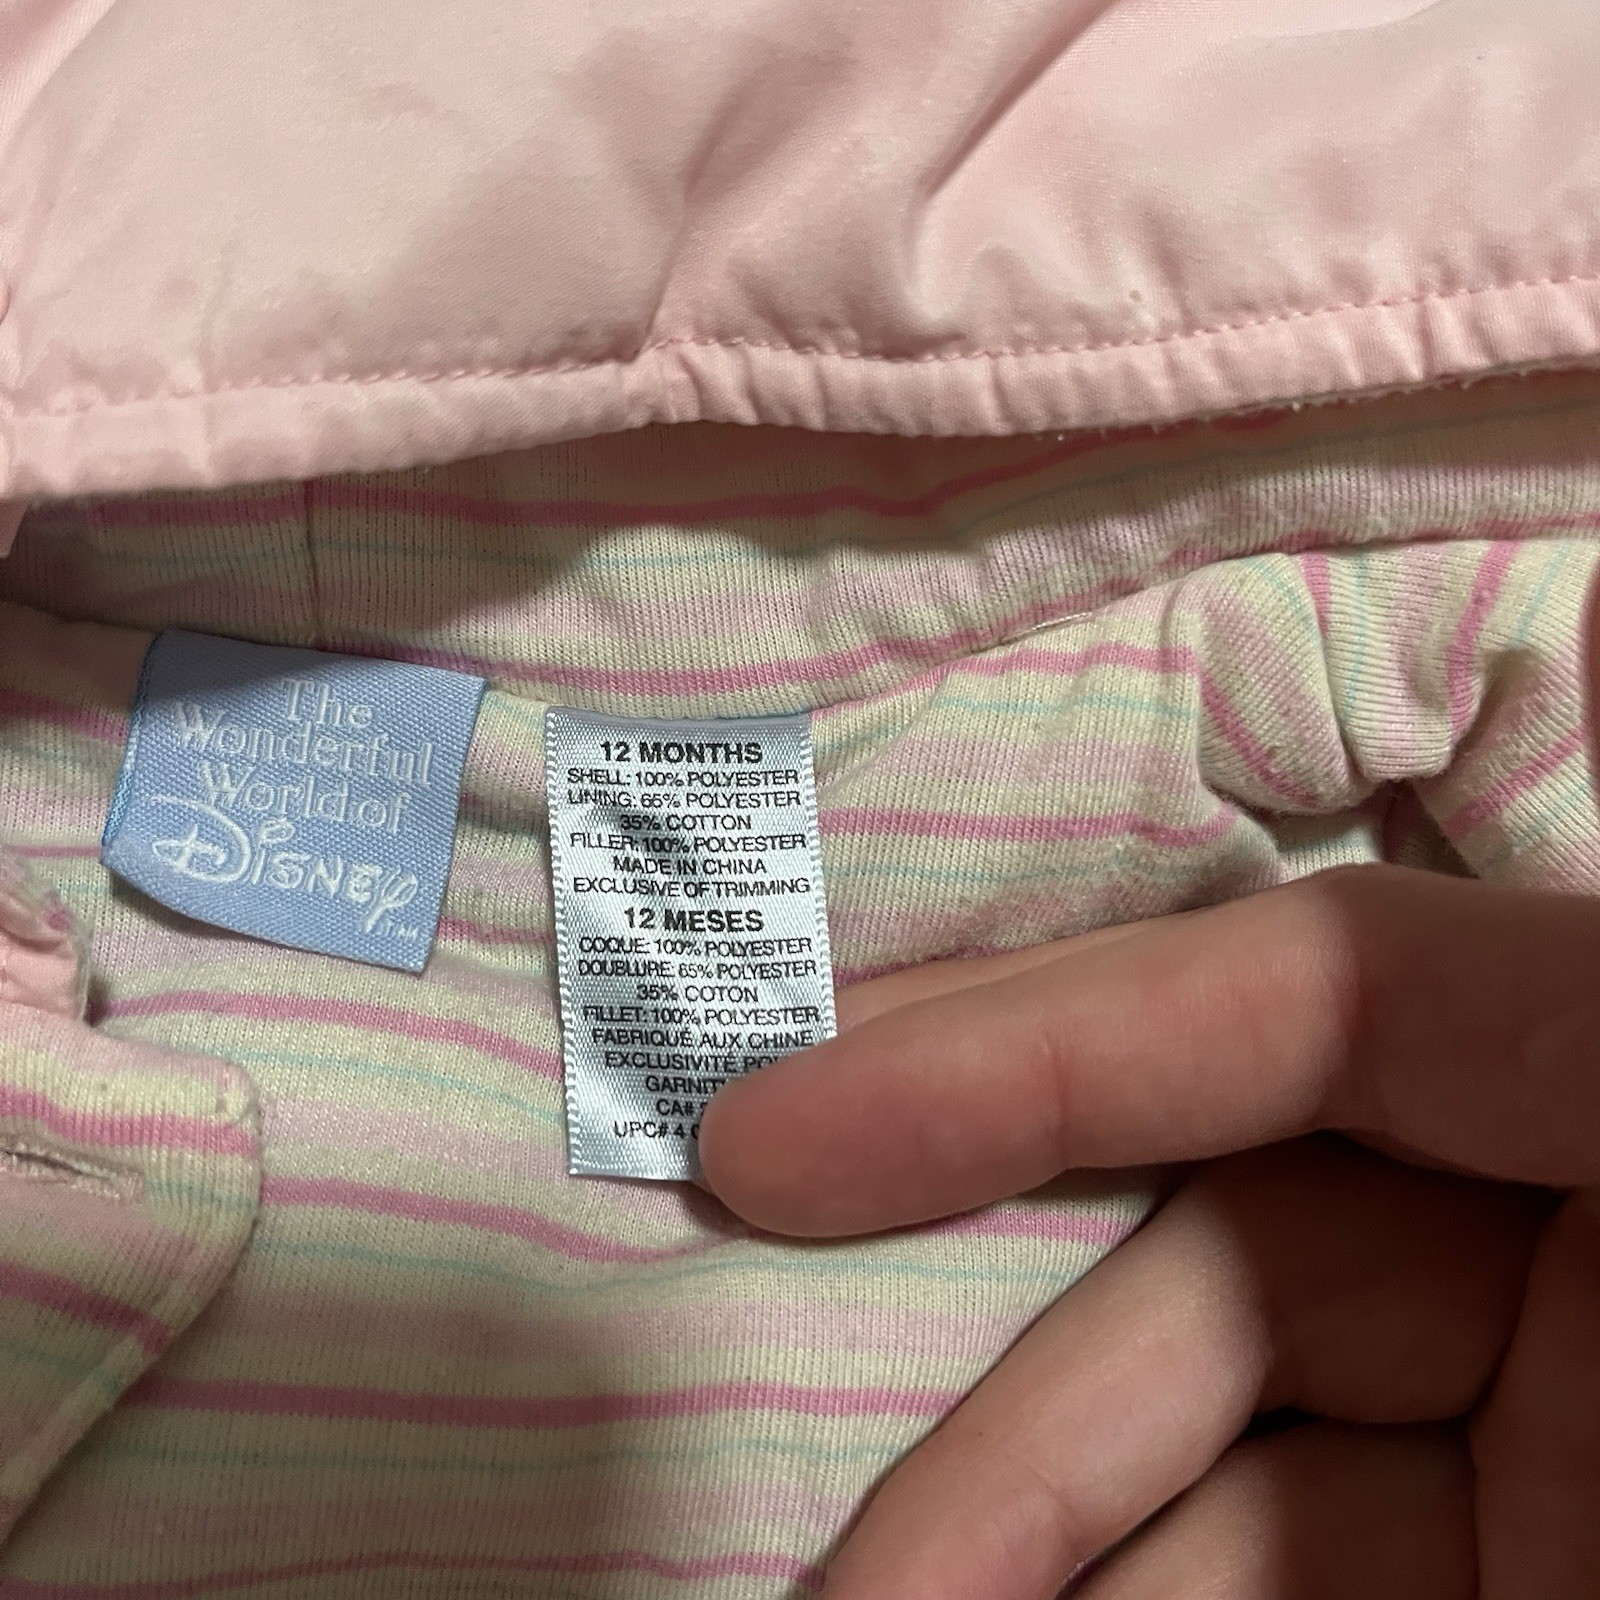 The
Wonderful
World of
Disney
12 MONTHS
SHELL: 100% POLYESTER
LINING: 65% POLYESTER
35% COTTON
FILLER: 100% POLYESTER
MADE IN CHINA
EXCLUSIVE OF TRIMMING
12 MESES
COQUE: 100% POLYESTER
DOUBLURE: 65% POLYESTER
35% COTON
FILLET: 100% POLYESTER
FABRIQUÉ AUX CHINE
EXCLUSIVITÉ
CA#
UPC# 4